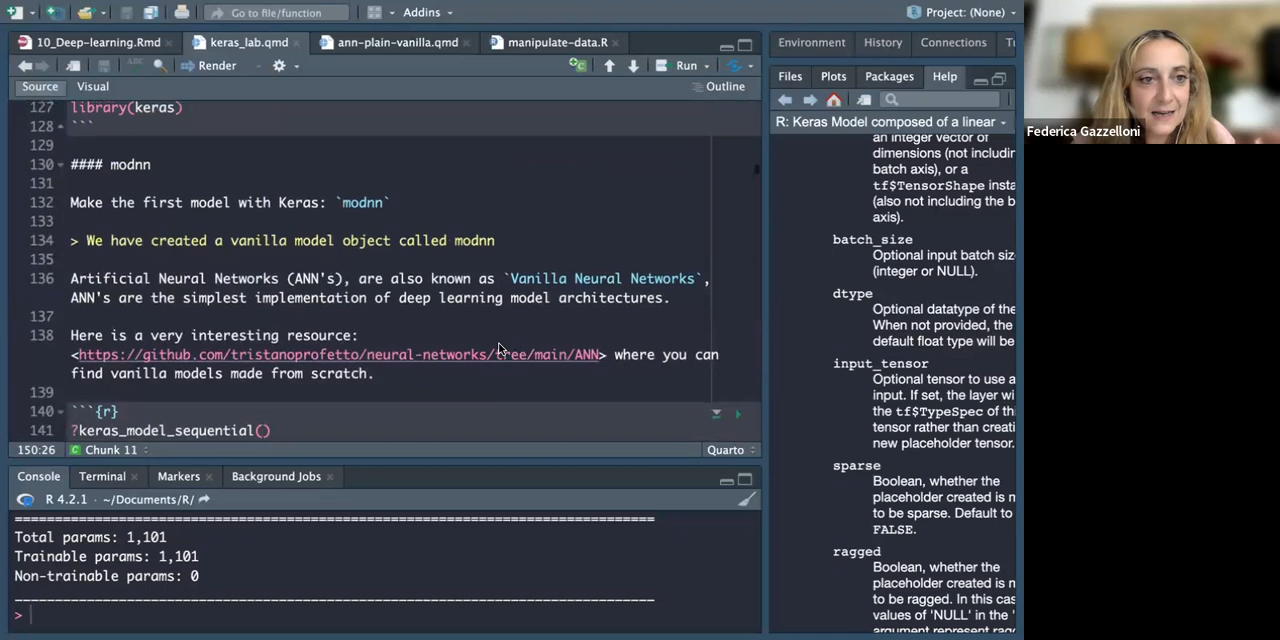 Go to file/function
Addins
Project: (None)
10_Deep-learning.Rmd
keras_lab.qmd
ann-plain-vanilla.qmd
manipulate-data.R
Render
Run
Source
Visual
Outline
127 library(keras)
128 ```
129
130 #### modnn
131
132 Make the first model with Keras: `modnn`
133
134 > We have created a vanilla model object called modnn
135
136 Artificial Neural Networks (ANN's), are also known as `Vanilla Neural Networks`,
ANN's are the simplest implementation of deep learning model architectures.
137
138 Here is a very interesting resource:
<https://github.com/tristanoprofetto/neural-networks/tree/main/ANN> where you can
find vanilla models made from scratch.
139
140 ```{r}
141 ?keras_model_sequential()
150:26
Chunk 11
Quarto
Console
Terminal
Markers
Background Jobs
R 4.2.1 · ~/Documents/R/
Total params: 1,101
Trainable params: 1,101
Non-trainable params: 0
>
Environment
History
Connections
Files
Plots
Packages
Help
R: Keras Model composed of a linear
an integer vector of
dimensions (not includin
batch axis), or a
tf$TensorShape insta
(also not including the b
axis).
batch_size
Optional input batch size
(integer or NULL).
dtype
Optional datatype of the
When not provided, the
default float type will be
input_tensor
Optional tensor to use a
input. If set, the layer wi
the tf$TypeSpec of th
tensor rather than creati
new placeholder tensor.
sparse
Boolean, whether the
placeholder created is m
to be sparse. Default to
FALSE.
ragged
Boolean, whether the
placeholder created is m
to be ragged. In this cas
values of 'NULL' in the '
argument represent ragg
Federica Gazzelloni